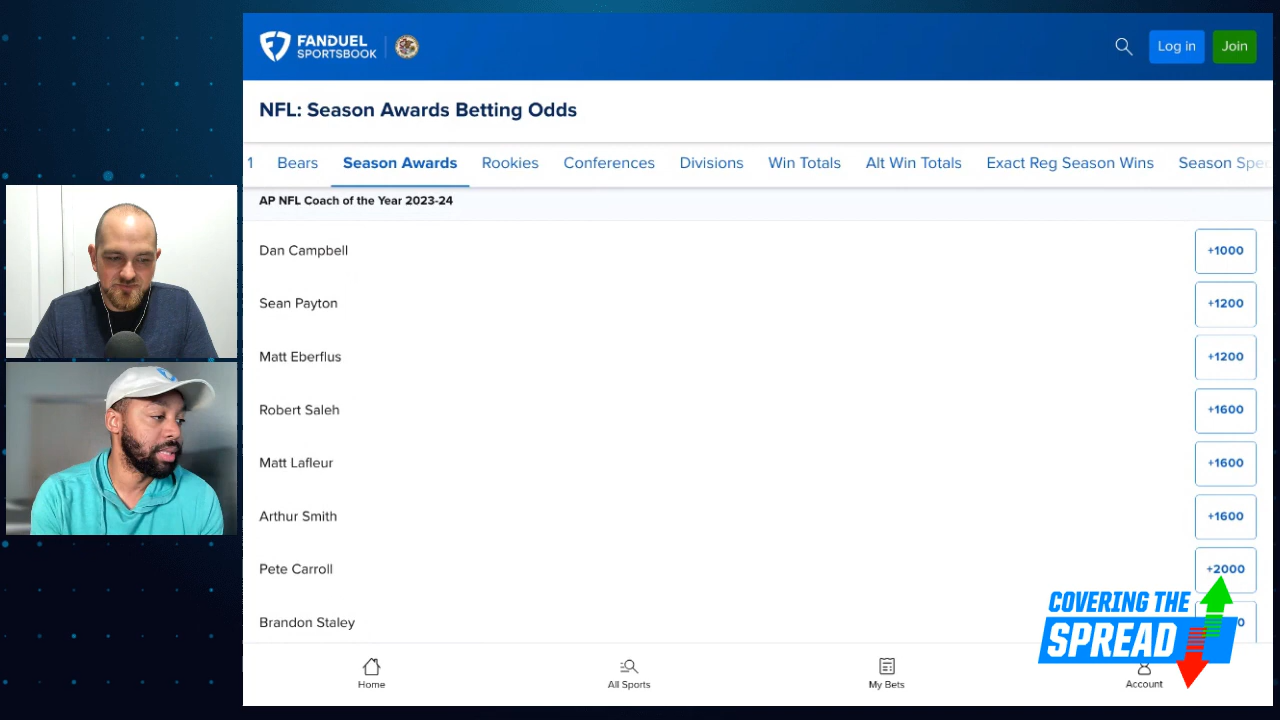 FANDUEL
SPORTSBOOK
Log in
Join
NFL: Season Awards Betting Odds
1 Bears Season Awards Rookies Conferences Divisions Win Totals Alt Win Totals Exact Reg Season Wins Season
AP NFL Coach of the Year 2023-24
Dan Campbell +1000
Sean Payton +1200
Matt Eberflus +1200
Robert Saleh +1600
Matt Lafleur +1600
Arthur Smith +1600
Pete Carroll +2000
Brandon Staley
COVERING THE
SPREAD
Home
All Sports
My Bets
Account